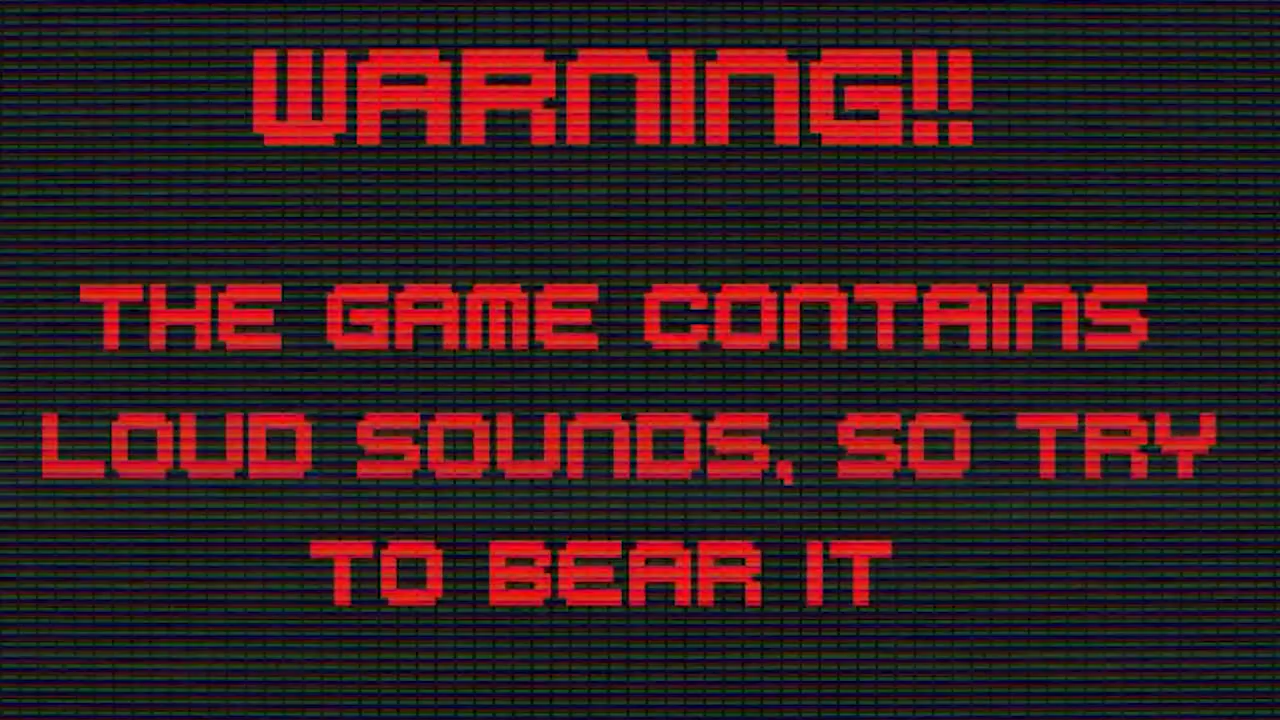 WARNING!!
THE GAME CONTAINS
LOUD SOUNDS, SO TRY
TO BEAR IT